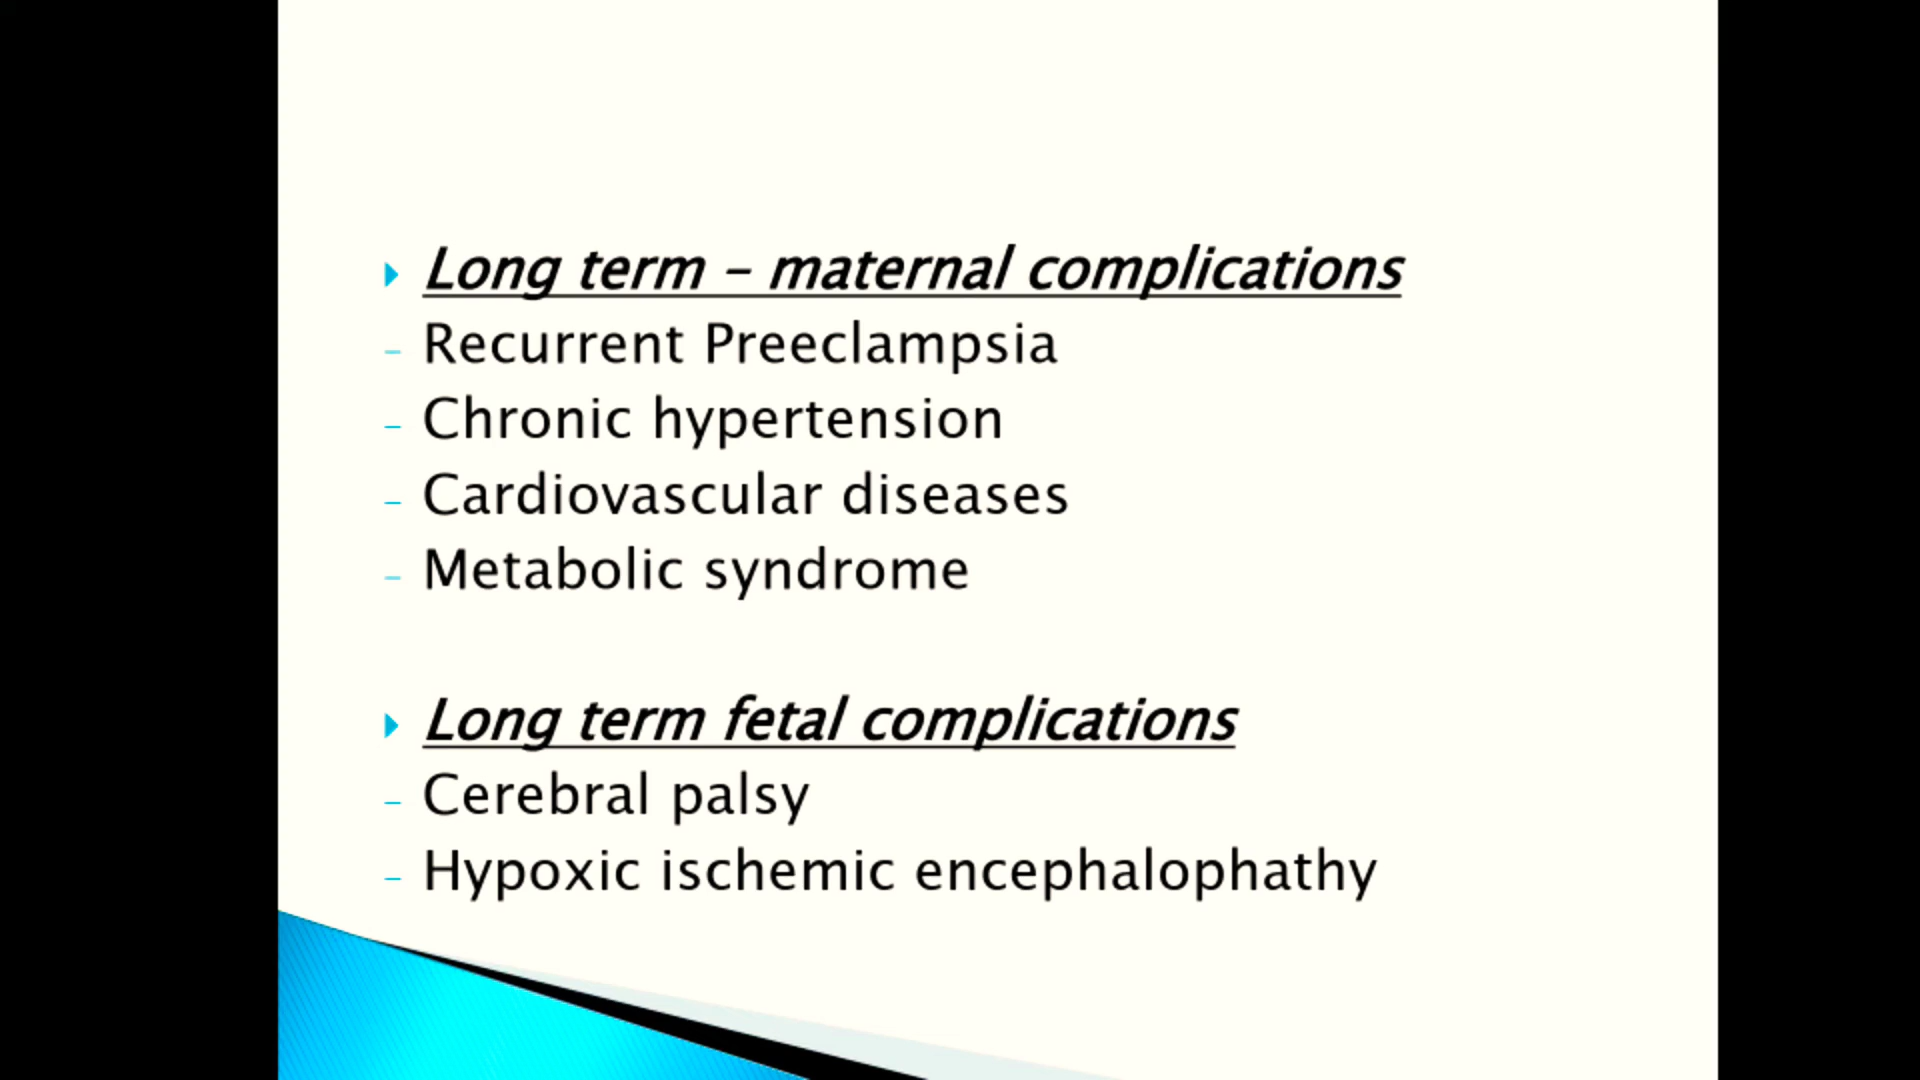 Long term – maternal complications
– Recurrent Preeclampsia
– Chronic hypertension
– Cardiovascular diseases
– Metabolic syndrome
Long term fetal complications
– Cerebral palsy
– Hypoxic ischemic encephalophathy